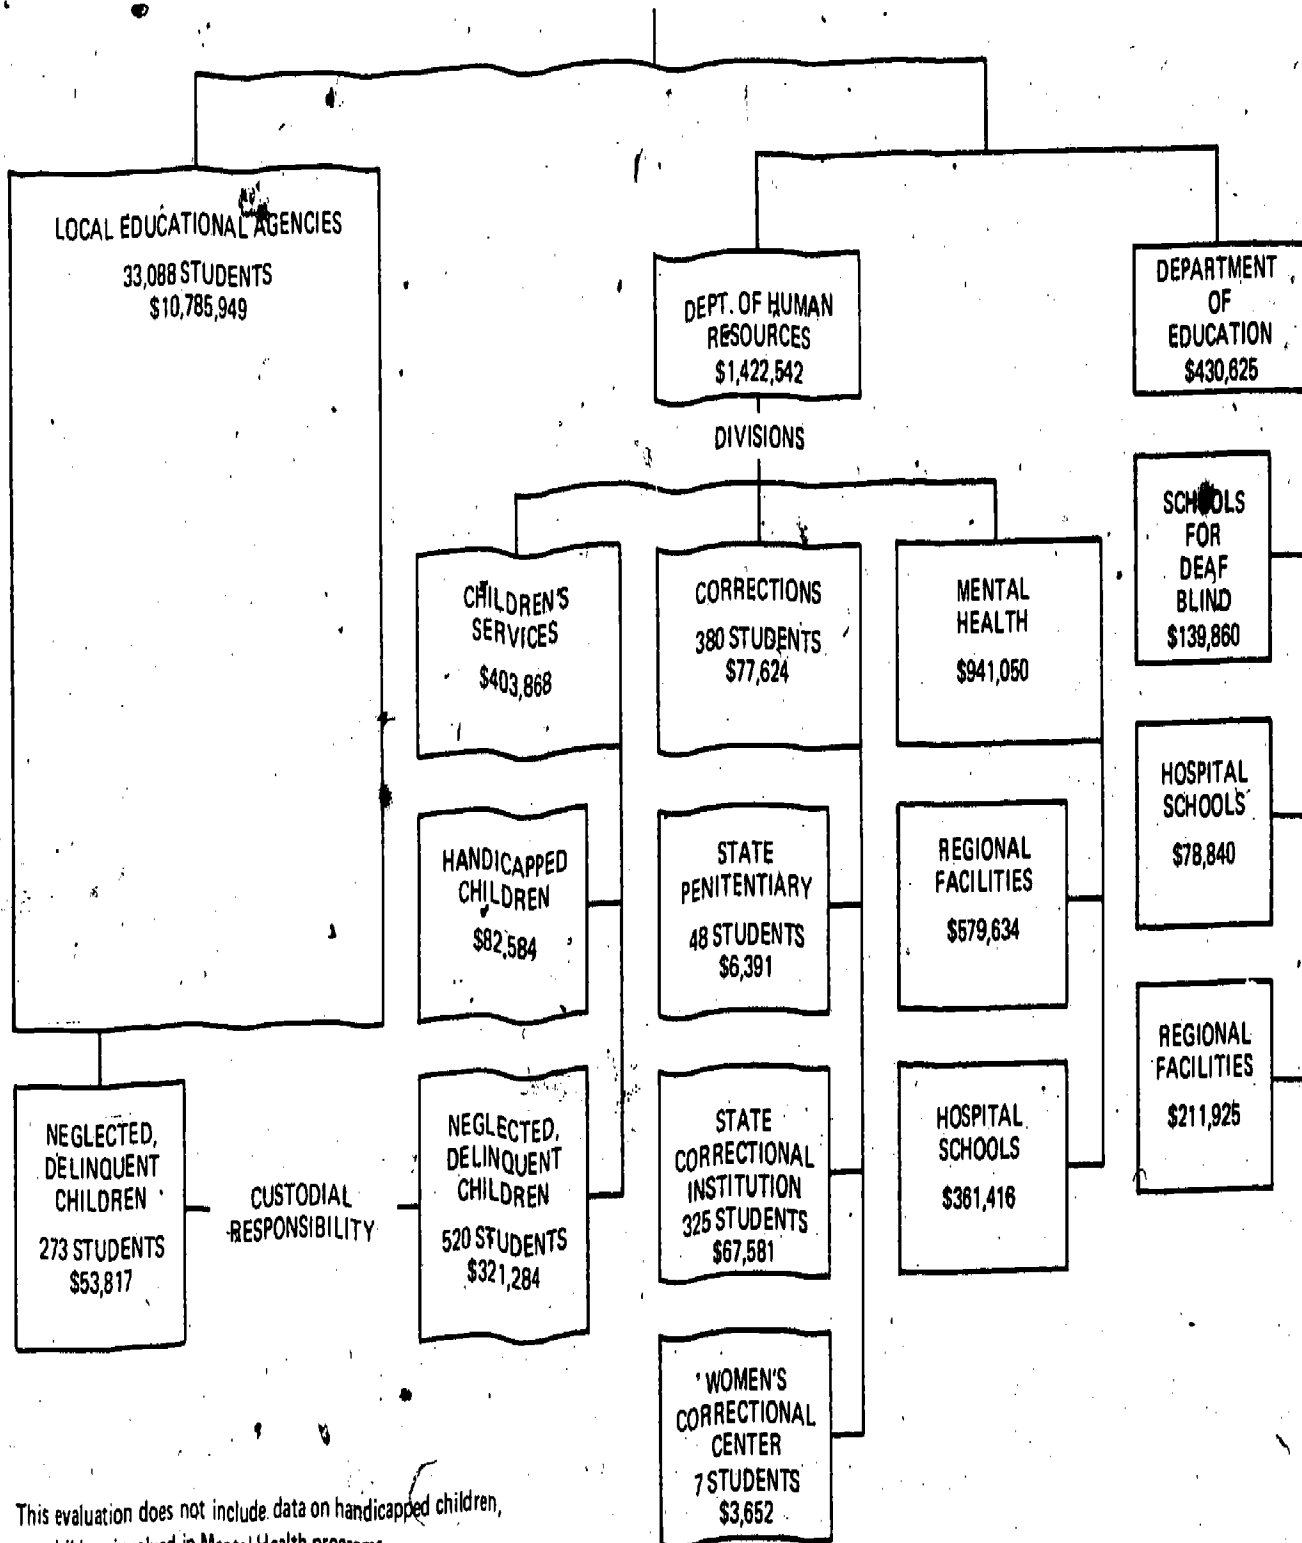 LOCAL EDUCATIONAL AGENCIES
33,088 STUDENTS
$10,785,949
DEPT. OF HUMAN
RESOURCES
$1,422,542
DEPARTMENT
OF
EDUCATION
$430,625
DIVISIONS
CHILDREN'S
SERVICES
$403,868
CORRECTIONS
380 STUDENTS
$77,624
MENTAL
HEALTH
$941,050
SCHOOLS
FOR
DEAF
BLIND
$139,860
HANDICAPPED
CHILDREN
$82,584
STATE
PENITENTIARY
48 STUDENTS
$6,391
REGIONAL
FACILITIES
$579,634
HOSPITAL
SCHOOLS
$78,840
NEGLECTED,
DELINQUENT
CHILDREN
273 STUDENTS
$53,817
CUSTODIAL
RESPONSIBILITY
NEGLECTED,
DELINQUENT
CHILDREN
520 STUDENTS
$321,284
STATE
CORRECTIONAL
INSTITUTION
325 STUDENTS
$67,581
HOSPITAL
SCHOOLS
$361,416
REGIONAL
FACILITIES
$211,925
WOMEN'S
CORRECTIONAL
CENTER
7 STUDENTS
$3,652
This evaluation does not include data on handicapped children,
in Mental Health programs